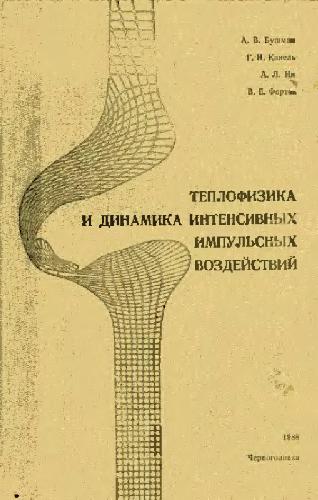 А. В. Бушман
Г. И. Канель
А. Л. Ни
В. Е. Фортов
ТЕПЛОФИЗИКА
И ДИНАМИКА ИНТЕНСИВНЫХ
ИМПУЛЬСНЫХ
ВОЗДЕЙСТВИЙ
1988
Черноголовка